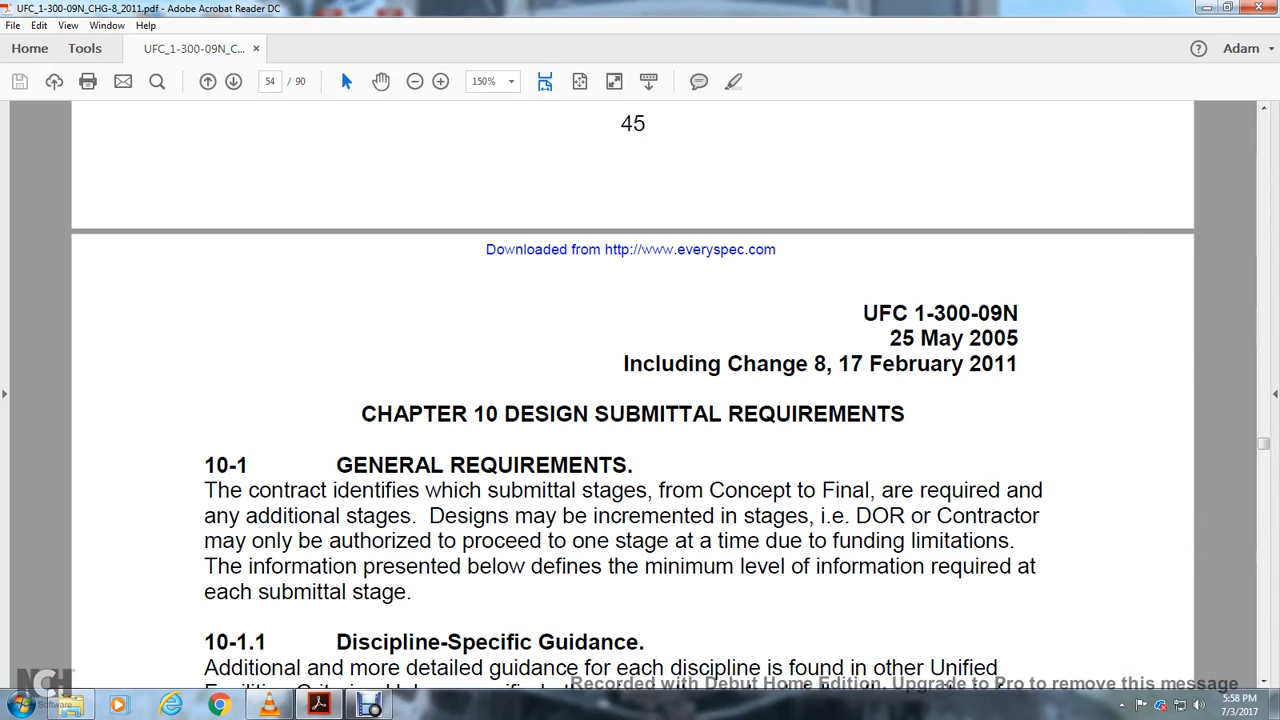 UFC_1-300-09N_CHG-8_2011.pdf - Adobe Acrobat Reader DC
File Edit View Window Help
Home Tools UFC_1-300-09N_C... × Adam
54 / 90 150%
45
Downloaded from http://www.everyspec.com
UFC 1-300-09N
25 May 2005
Including Change 8, 17 February 2011
CHAPTER 10 DESIGN SUBMITTAL REQUIREMENTS
10-1 GENERAL REQUIREMENTS.
The contract identifies which submittal stages, from Concept to Final, are required and
any additional stages. Designs may be incremented in stages, i.e. DOR or Contractor
may only be authorized to proceed to one stage at a time due to funding limitations.
The information presented below defines the minimum level of information required at
each submittal stage.
10-1.1 Discipline-Specific Guidance.
Additional and more detailed guidance for each discipline is found in other Unified
Recorded with Debut Home Edition. Upgrade to Pro to remove this message
NCH
Software
5:58 PM
7/3/2017